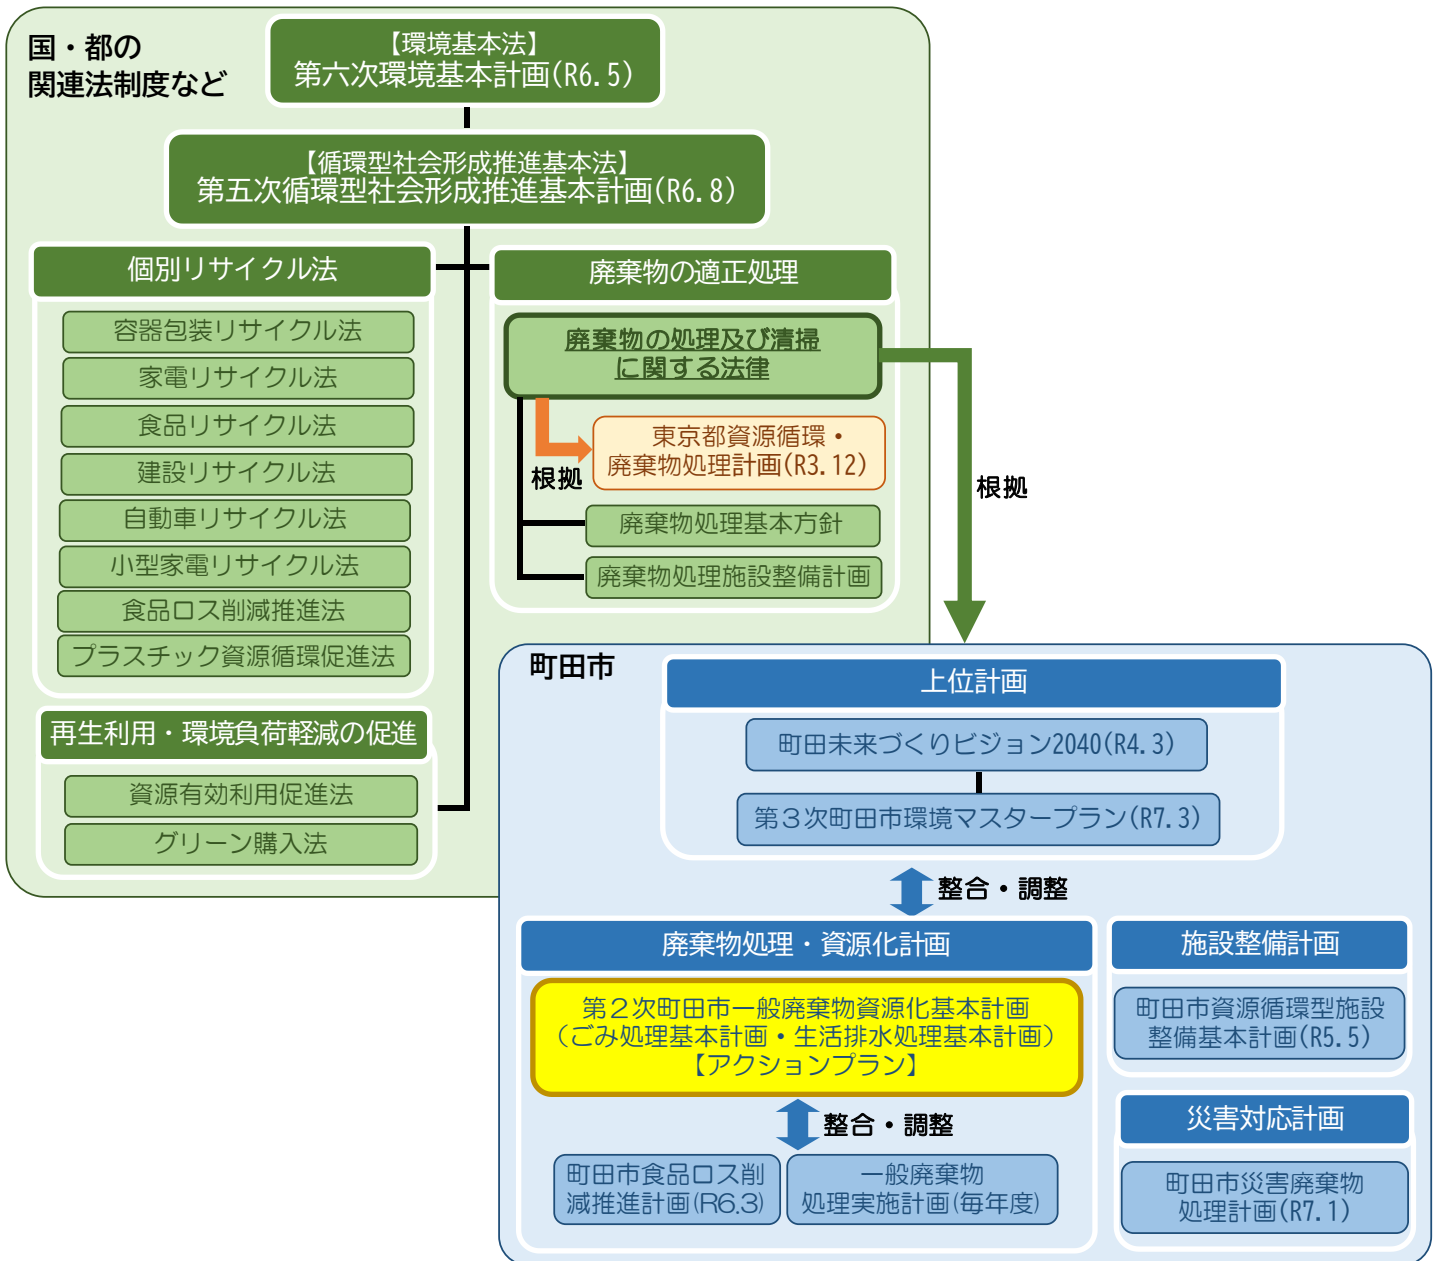 国・都の
関連法制度など
【環境基本法】
第六次環境基本計画(R6.5)
【循環型社会形成推進基本法】
第五次循環型社会形成推進基本計画(R6.8)
個別リサイクル法
容器包装リサイクル法
家電リサイクル法
食品リサイクル法
建設リサイクル法
自動車リサイクル法
小型家電リサイクル法
食品ロス削減推進法
プラスチック資源循環促進法
再生利用・環境負荷軽減の促進
資源有効利用促進法
グリーン購入法
廃棄物の適正処理
廃棄物の処理及び清掃
に関する法律
根拠
東京都資源循環・
廃棄物処理計画(R3.12)
廃棄物処理基本方針
廃棄物処理施設整備計画
根拠
町田市
上位計画
町田未来づくりビジョン2040(R4.3)
第３次町田市環境マスタープラン(R7.3)
整合・調整
廃棄物処理・資源化計画
第２次町田市一般廃棄物資源化基本計画
（ごみ処理基本計画・生活排水処理基本計画）
【アクションプラン】
整合・調整
町田市食品ロス削
減推進計画(R6.3)
一般廃棄物
処理実施計画(毎年度)
施設整備計画
町田市資源循環型施設
整備基本計画(R5.5)
災害対応計画
町田市災害廃棄物
処理計画(R7.1)